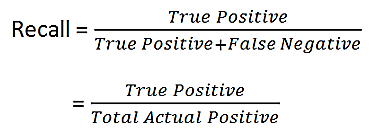 Recall = True Positive / True Positive+False Negative
= True Positive / Total Actual Positive